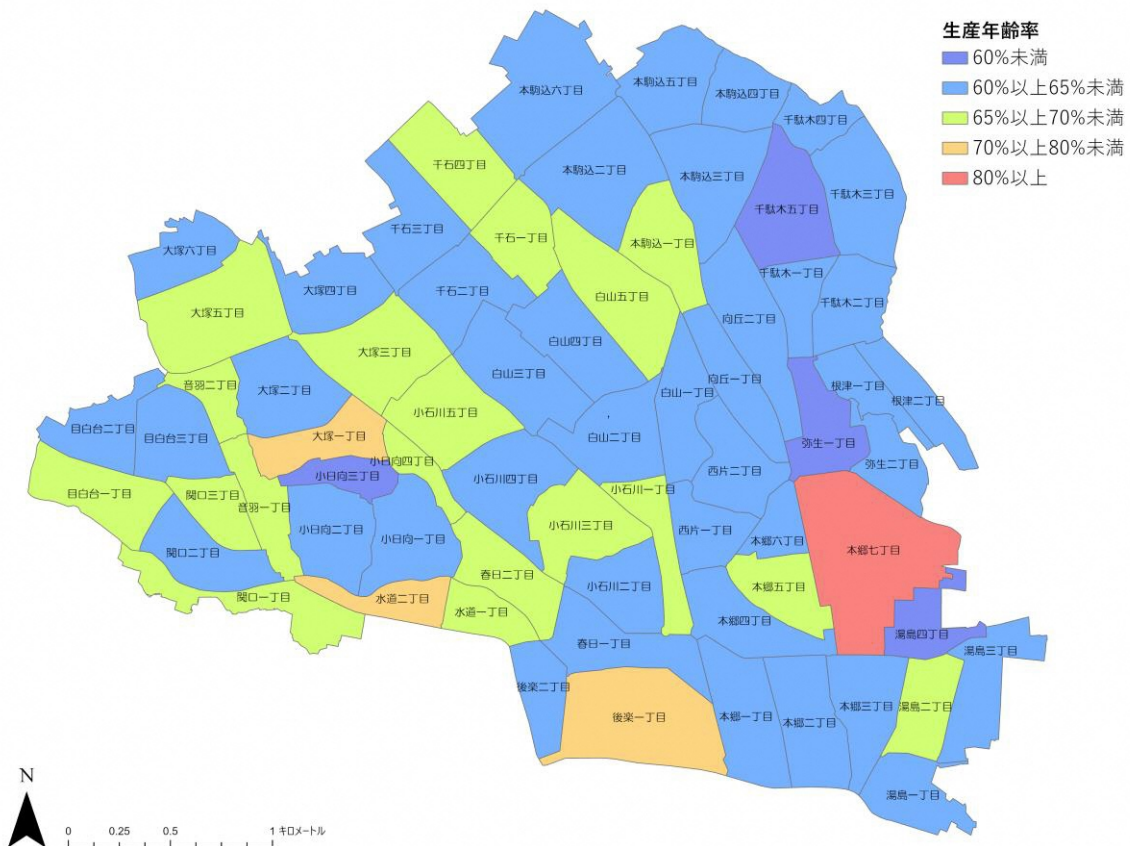 生産年齢率
60%未満
60%以上65%未満
65%以上70%未満
70%以上80%未満
80%以上
本駒込六丁目
本駒込五丁目
本駒込四丁目
千駄木四丁目
千石四丁目
本駒込二丁目
本駒込三丁目
千駄木三丁目
千駄木五丁目
千石三丁目
千石一丁目
本駒込一丁目
大塚六丁目
千駄木一丁目
大塚四丁目
千石二丁目
白山五丁目
千駄木二丁目
大塚五丁目
向丘二丁目
白山四丁目
大塚三丁目
白山三丁目
向丘一丁目
音羽二丁目
大塚二丁目
白山一丁目
根津一丁目
根津二丁目
小石川五丁目
目白台二丁目
目白台三丁目
大塚一丁目
白山二丁目
弥生一丁目
小日向四丁目
弥生二丁目
西片二丁目
小日向三丁目
小石川四丁目
小石川一丁目
目白台一丁目
関口三丁目
音羽一丁目
小石川三丁目
小日向二丁目
小日向一丁目
西片一丁目
本郷六丁目
本郷七丁目
関口二丁目
春日二丁目
小石川二丁目
本郷五丁目
関口一丁目
水道二丁目
水道一丁目
本郷四丁目
湯島四丁目
春日一丁目
湯島三丁目
後楽二丁目
本郷三丁目
湯島二丁目
後楽一丁目
本郷一丁目
本郷二丁目
湯島一丁目
N
0 0.25 0.5 1 キロメートル